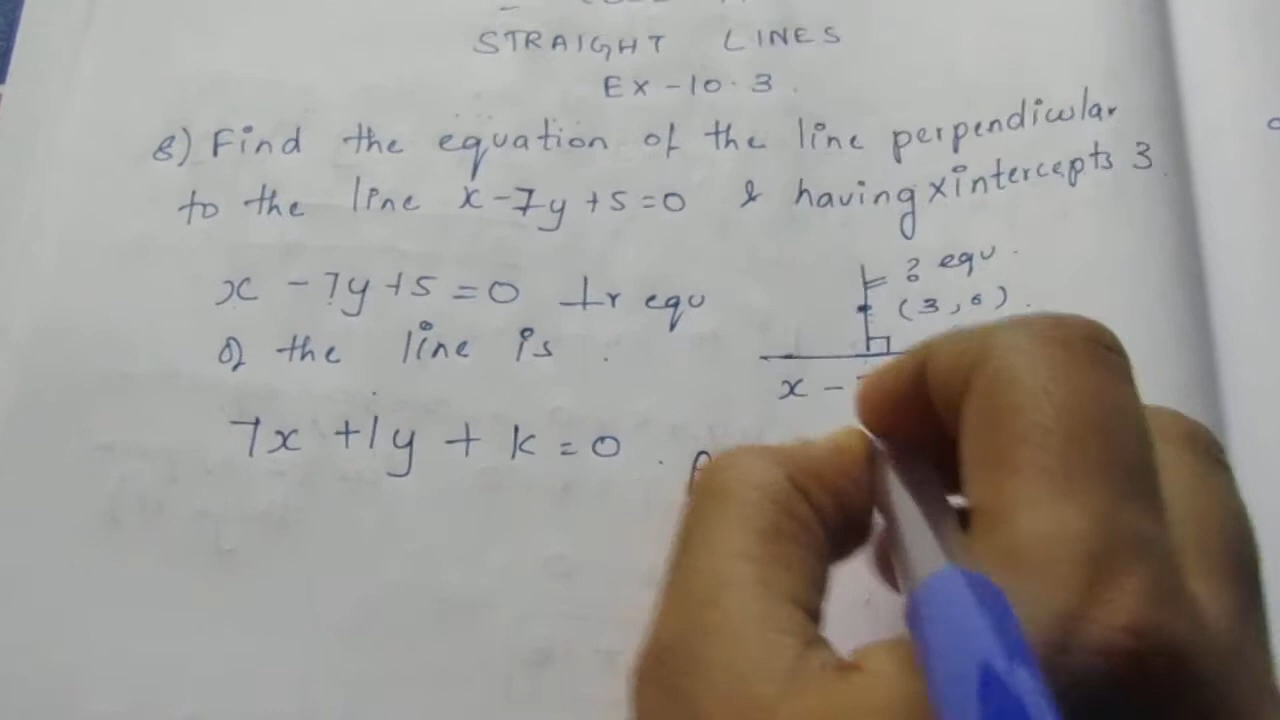 STRAIGHT LINES
EX-10.3.
8) Find the equation of the line perpendicular
to the line x-7y+5=0 & having x intercepts 3.
x - 7y+5=0 ⊥r equ
of the line is .
7x + 1y + k = 0 .
? equ.
(3,0).
x -